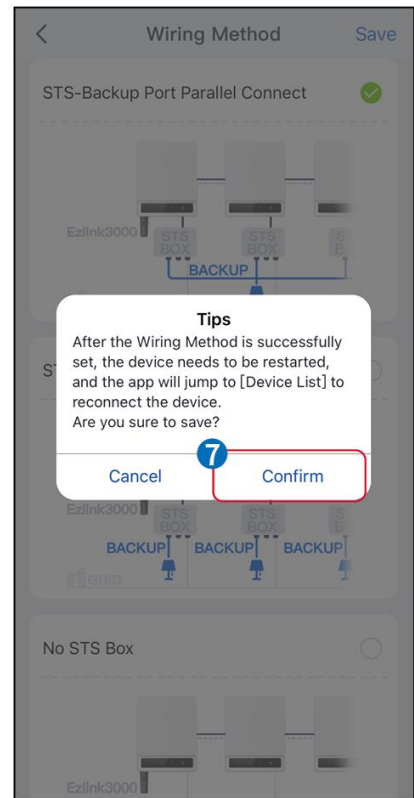 Wiring Method Save
STS-Backup Port Parallel Connect
Ezlink3000
STS BOX STS BOX
BACKUP
Tips
After the Wiring Method is successfully
set, the device needs to be restarted,
and the app will jump to [Device List] to
reconnect the device.
Are you sure to save?
7
Cancel Confirm
Ezlink3000
STS BOX STS BOX
BACKUP BACKUP BACKUP
GRID
No STS Box
Ezlink3000